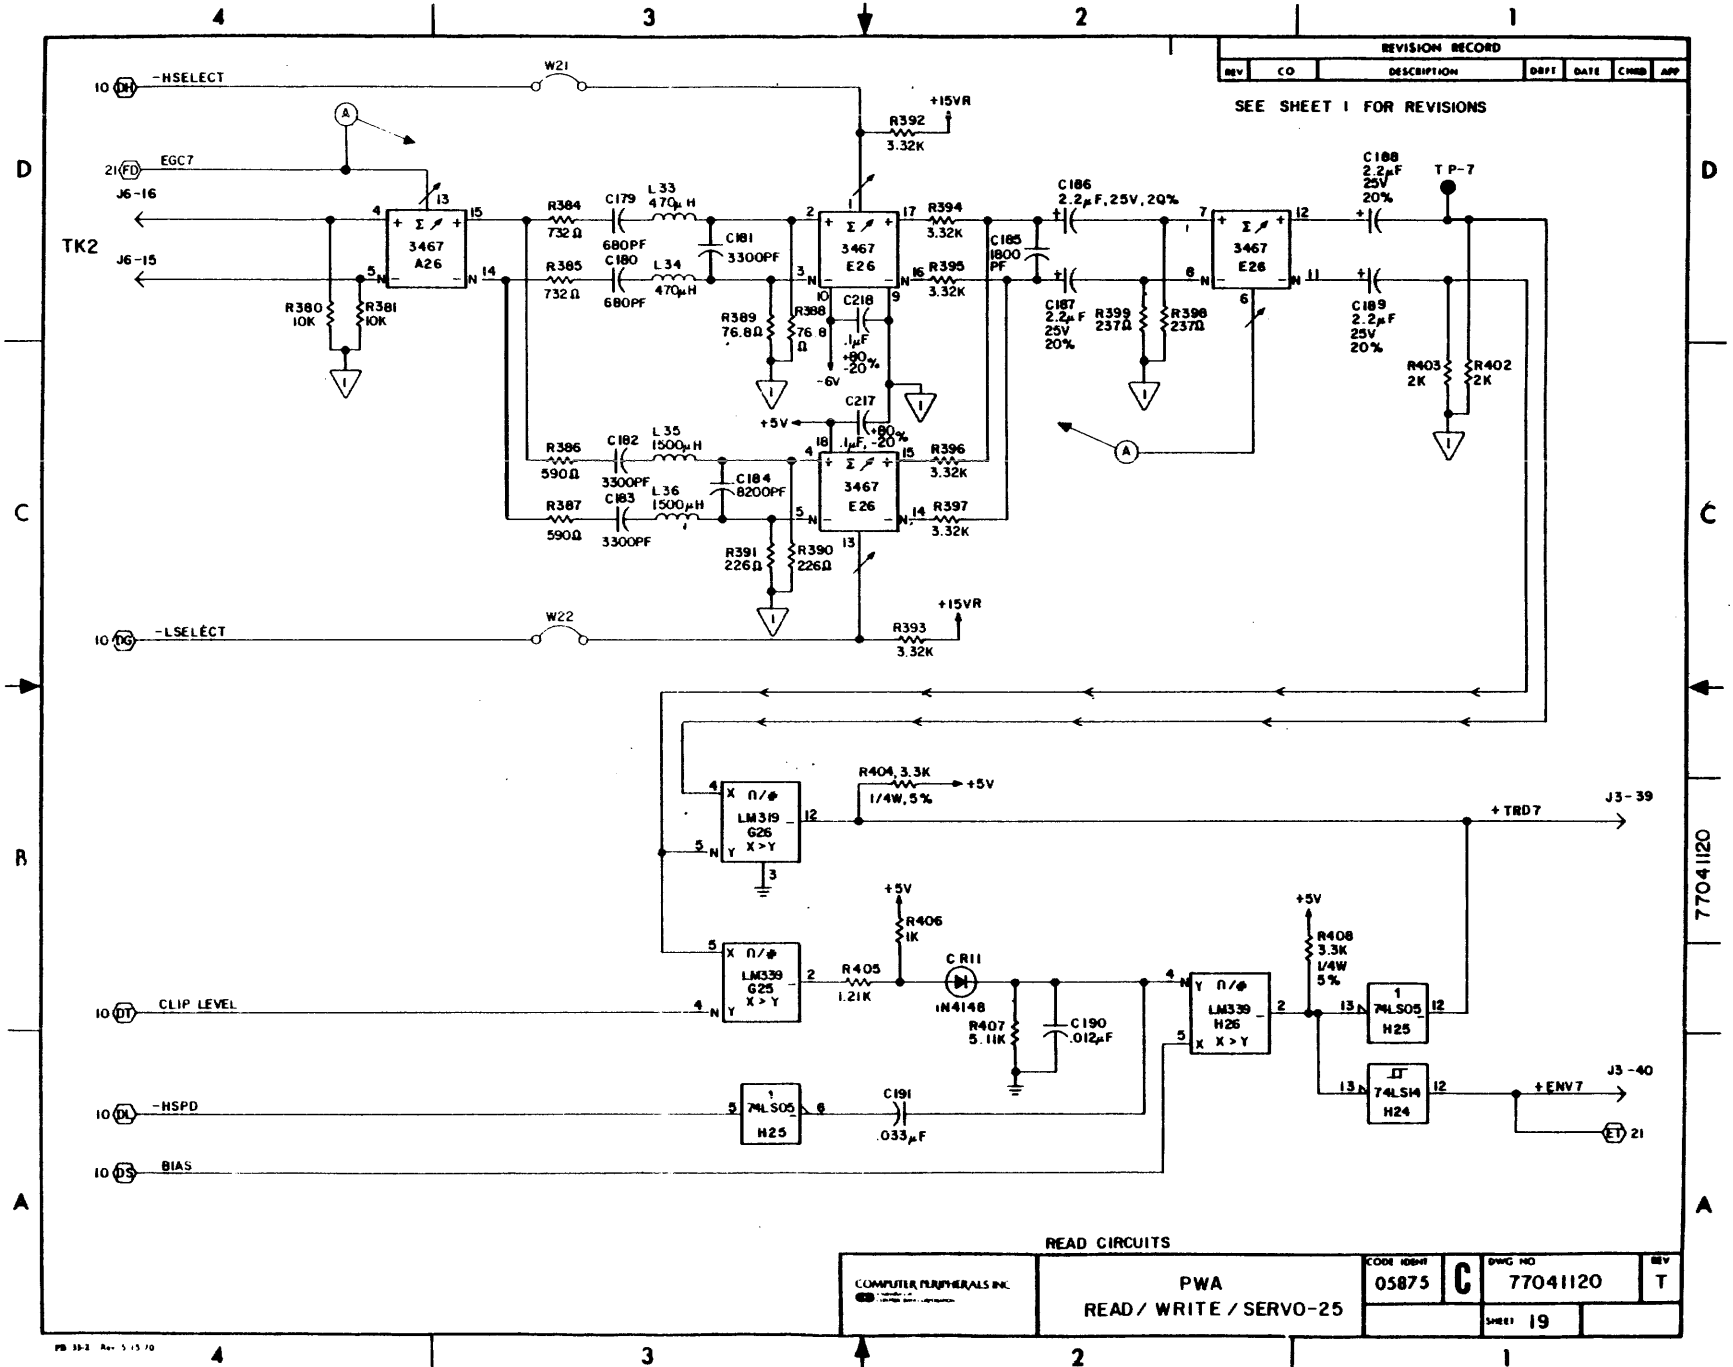 4 3 2 1
REVISION RECORD
REV CO DESCRIPTION DRFT DATE CHKD APP
SEE SHEET 1 FOR REVISIONS
10 DH -HSELECT
W21
+15VR
R392
3.32K
A
D
D
21 FD EGC7
J6-16
TK2
J6-15
4 13 15
Σ
3467
A26
5 N 14
R380
10K
R381
10K
R384
732Ω
C179
680PF
L33
470µH
R385
732Ω
C180
680PF
L34
470µH
C181
3300PF
R389
76.8Ω
R388
76.8
Ω
2 1 17
Σ
3467
E26
3 N 10 9 N 16
C218
.1µF
+80
-20%
-6V
R394
3.32K
R395
3.32K
C185
1800
PF
C186
2.2µF, 25V, 20%
C187
2.2µF
25V
20%
R399
237Ω
R398
237Ω
7 12
Σ
3467
E26
8 N 6 N 11
C188
2.2µF
25V
20%
TP-7
C189
2.2µF
25V
20%
R403
2K
R402
2K
1
C217
+5V
.1µF, +80 -20%
A
C
C
R386
590Ω
C182
3300PF
L35
1500µH
R387
590Ω
C183
3300PF
L36
1500µH
C184
8200PF
R391
226Ω
R390
226Ω
18
4 15
Σ
3467
E26
5 N 13 N 14
R396
3.32K
R397
3.32K
10 DG -LSELECT
W22
+15VR
R393
3.32K
R404, 3.3K
1/4W, 5%
+5V
4 X 12
LM319
G26
X > Y
5 N Y
3
+TRD7
J3-39
B
B
77041120
+5V
R406
1K
5 X 2
LM339
G25
X > Y
4 N Y
R405
1.21K
CR11
1N4148
R407
5.11K
C190
.012µF
4 N Y 2
LM339
H26
5 X X > Y
+5V
R408
3.3K
1/4W
5%
13 1 12
74LS05
H25
10 DT CLIP LEVEL
13 12
74LS14
H24
+ENV7
J3-40
21
10 DL -HSPD
5 1 6
74LS05
H25
C191
.033µF
10 DS BIAS
A
A
READ CIRCUITS
COMPUTER PERIPHERALS INC
PWA
READ / WRITE / SERVO-25
CODE IDENT
05875
C
DWG NO
77041120
REV
T
SHEET 19
4 3 2 1